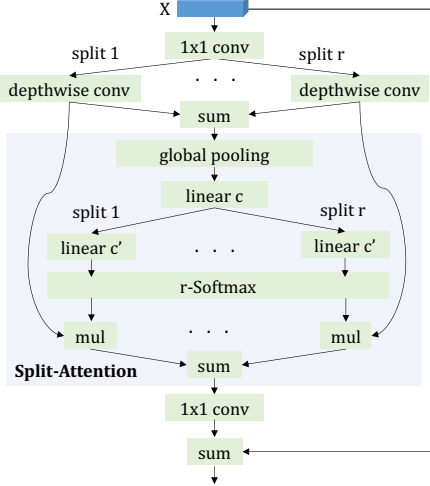 X
1x1 conv
split 1
split r
. . .
depthwise conv
depthwise conv
sum
global pooling
linear c
split 1
split r
linear c'
. . .
linear c'
r-Softmax
mul
. . .
mul
sum
Split-Attention
1x1 conv
sum